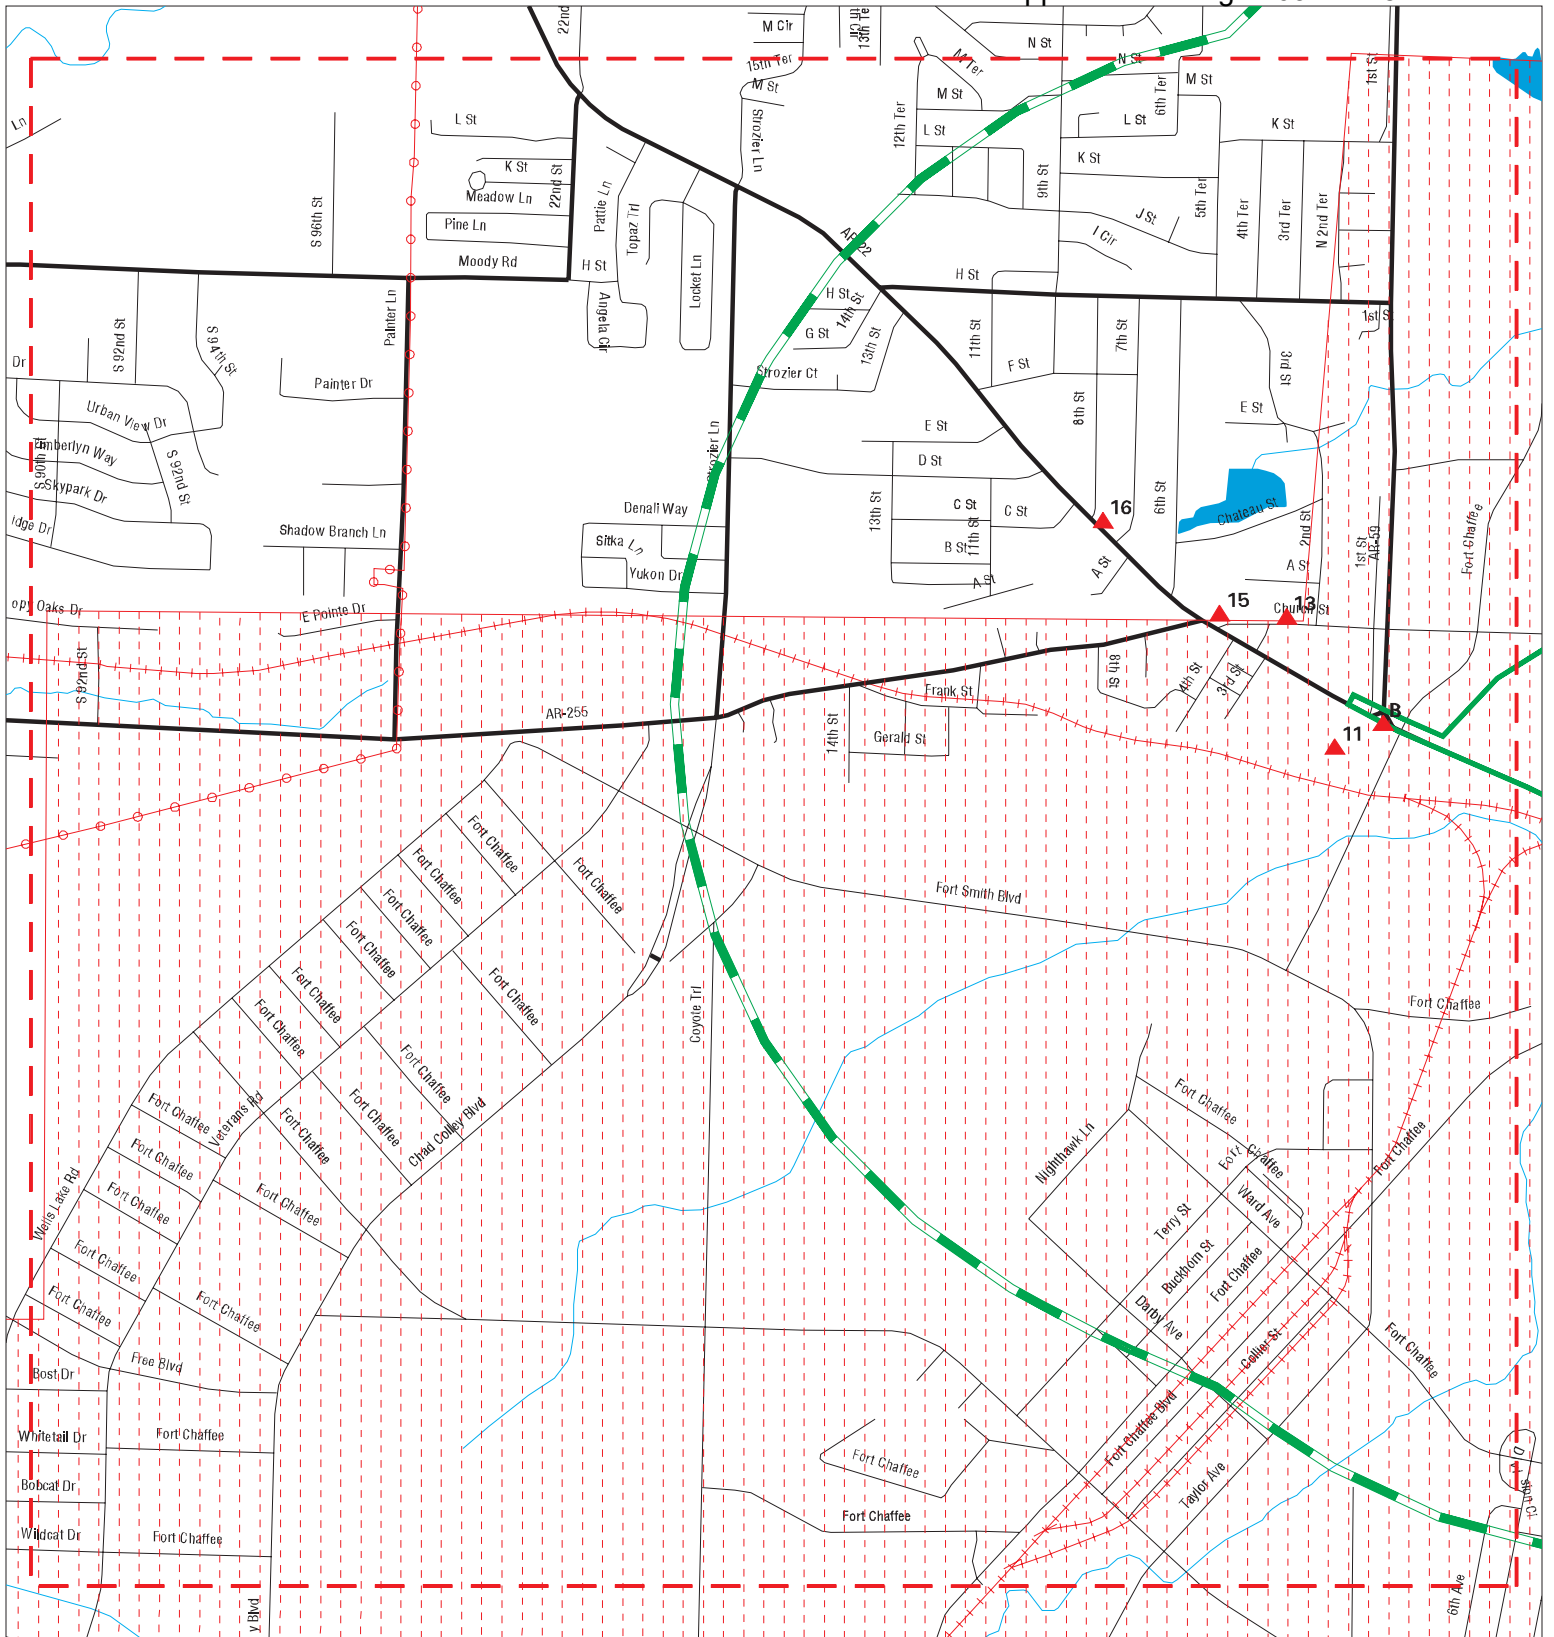 22nd
M Cir
13th Te
N St
M Ter
N St
15th Ter
M St
M St
6th Ter
M St
1st St
Ln
L St
Strozier Ln
12th Ter
L St
L St
K St
K St
22nd St
Meadow Ln
Pine Ln
Moody Rd
S 96th St
Pattie Ln
Topaz Trl
Locket Ln
H St
Angela Cir
9th St
K St
J St
I Cir
5th Ter
4th Ter
3rd Ter
N 2nd Ter
AR-22
H St
H St
14th St
G St
13th St
Strozier Ct
11th St
7th St
1st S
Painter Ln
S 92nd St
S 94th St
Dr
Painter Dr
Urban View Dr
F St
3rd St
8th St
E St
E St
D St
Strozier Ln
S 90th St
imberlyn Way
S 92nd St
Skypark Dr
idge Dr
Shadow Branch Ln
Denali Way
Sitka Ln
Yukon Dr
13th St
C St
C St
11th St
B St
A St
A St
16
6th St
Chateau St
2nd St
1st St
AR-59
Fort Chaffee
A St
opy Oaks Dr
E Pointe Dr
15
13
Church St
S 92nd St
AR-255
Frank St
14th St
Gerald St
8th St
4th St
3rd St
B
11
Fort Chaffee
Fort Chaffee
Fort Chaffee
Fort Chaffee
Fort Chaffee
Fort Smith Blvd
Fort Chaffee
Fort Chaffee
Fort Chaffee
Coyote Trl
Fort Chaffee
Fort Chaffee
Fort Chaffee
Fort Chaffee
Veterans Rd
Fort Chaffee
Chad Colley Blvd
Fort Chaffee
Fort Chaffee
Nighthawk Ln
Fort Chaffee
Fort Chaffee
Fort Chaffee
Wells Lake Rd
Fort Chaffee
Fort Chaffee
Terry St
Ward Ave
Buckhorn St
Fort Chaffee
Fort Chaffee
Fort Chaffee
Fort Chaffee
Darby Ave
Collier St
Fort Chaffee
Free Blvd
Bost Dr
Whitetail Dr
Fort Chaffee
Fort Chaffee
Fort Chaffee Blvd
Taylor Ave
Bobcat Dr
Fort Chaffee
Wildcat Dr
Fort Chaffee
y Blvd
6th Ave